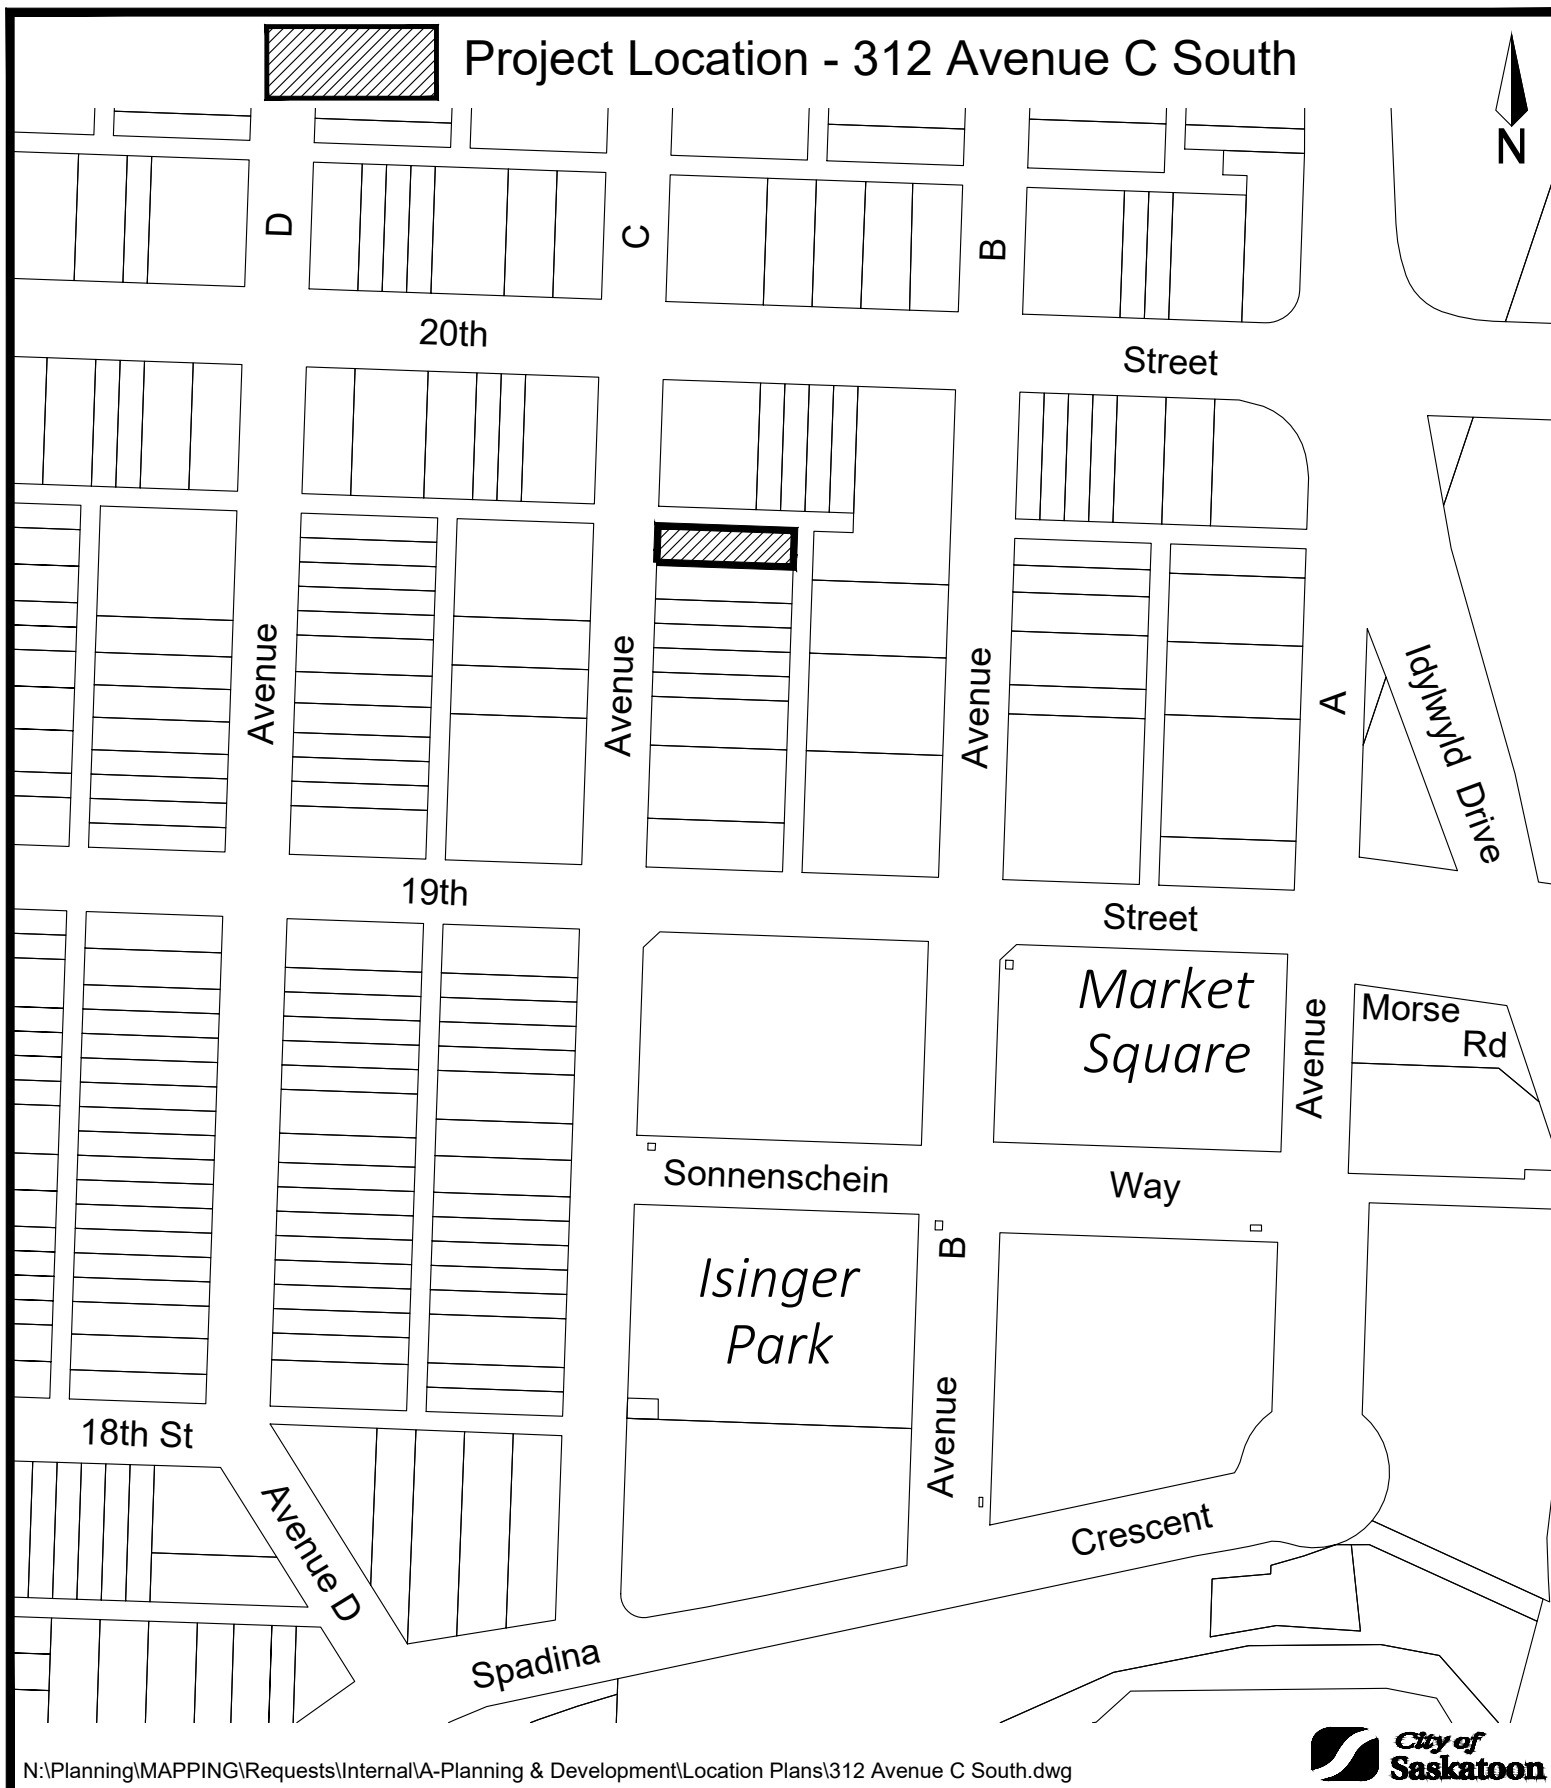 Project Location - 312 Avenue C South
N
D
C
B
20th
Street
Avenue
Avenue
Avenue
A
Idylwyld Drive
19th
Street
Market
Square
Avenue
Morse
Rd
Sonnenschein
Way
B
Isinger
Park
Avenue
18th St
Avenue D
Crescent
Spadina
City of
Saskatoon
N:\Planning\MAPPING\Requests\Internal\A-Planning & Development\Location Plans\312 Avenue C South.dwg